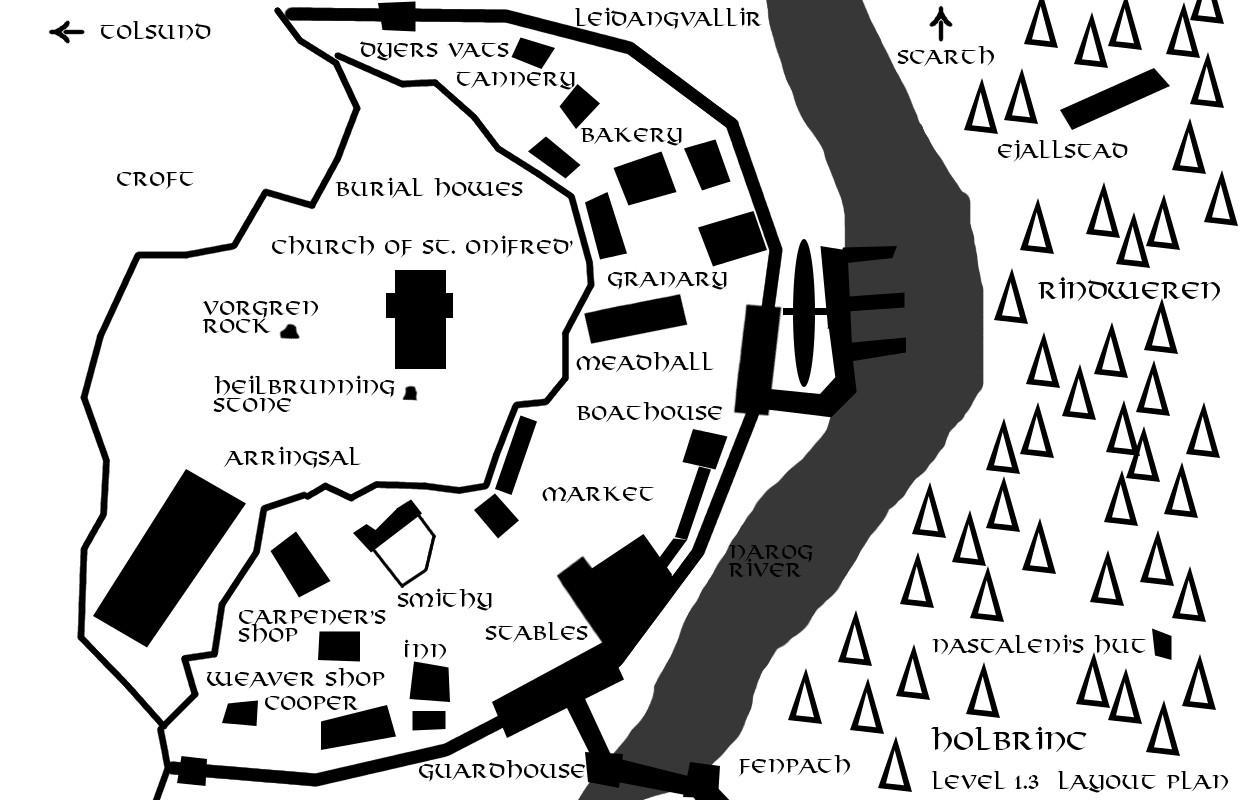 LEIDANGVALLIR
TOLSUND
SCARTH
DYERS VATS
TANNERY
BAKERY
EJALLSTAD
CROFT
BURIAL HOWES
CHURCH OF ST. ONIFRED'
GRANARY
RINDWEREN
VORGREN
ROCK
MEADHALL
HEILBRUNNING
STONE
BOATHOUSE
ARRINGSAL
MARKET
NAROG
RIVER
SMITHY
CARPENER'S
SHOP
STABLES
INN
NASTALENI'S HUT
WEAVER SHOP
COOPER
HOLBRINC
GUARDHOUSE
FENPATH
LEVEL 1.3 LAYOUT PLAN